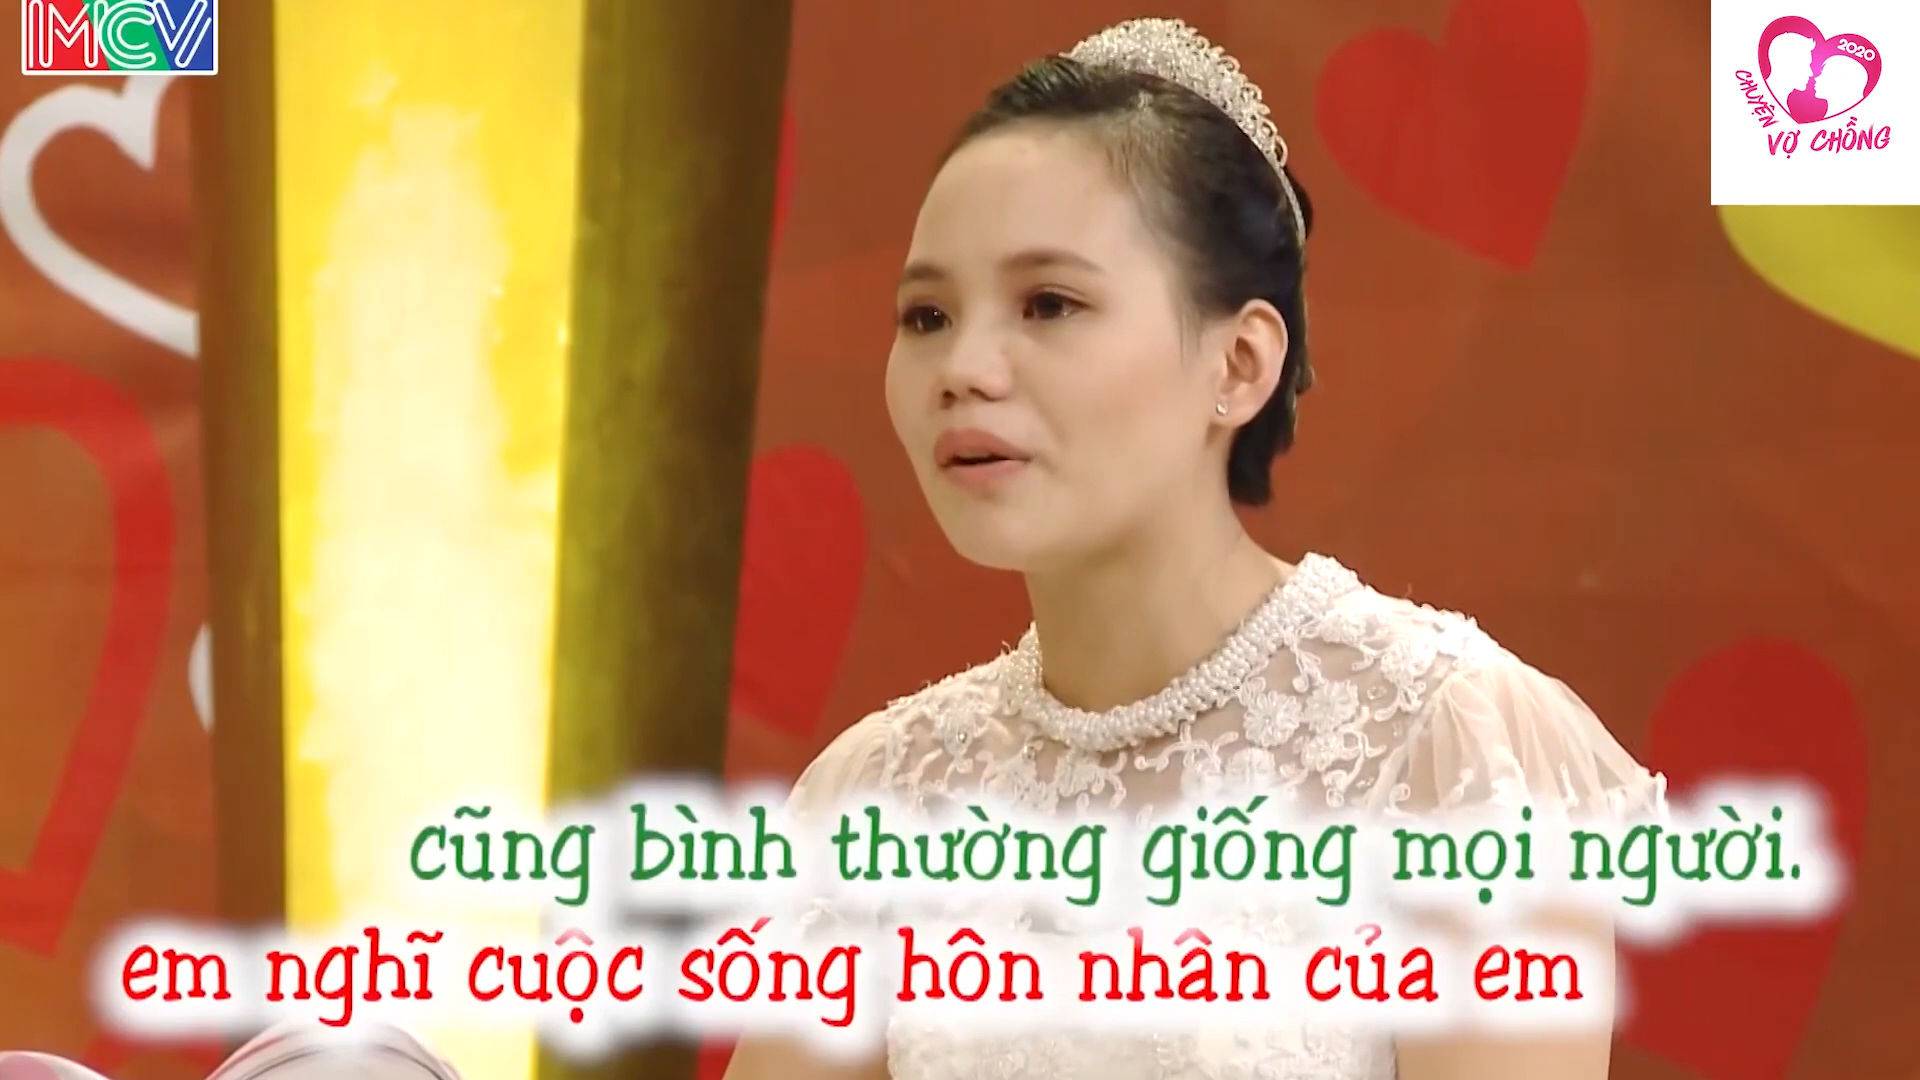 MCV
2020
CHUYỆN
VỢ CHỒNG
cũng bình thường giống mọi người.
em nghĩ cuộc sống hôn nhân của em